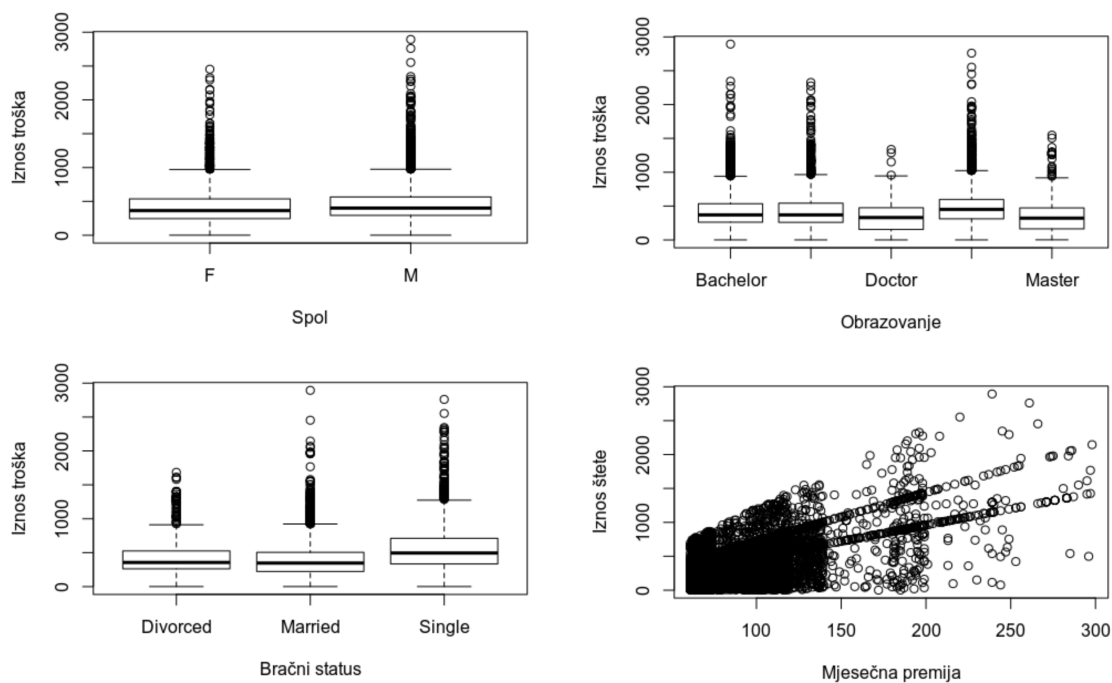 Iznos troška
0
1000
2000
3000
F
M
Spol
Iznos troška
0
1000
2000
3000
Bachelor
Doctor
Master
Obrazovanje
Iznos troška
0
1000
2000
3000
Divorced
Married
Single
Bračni status
Iznos štete
0
1000
2000
3000
100
150
200
250
300
Mjesečna premija